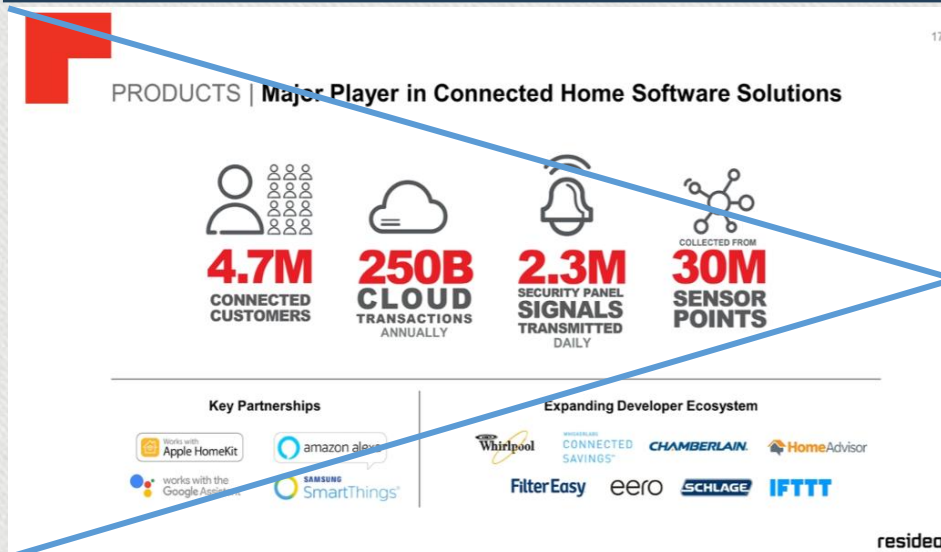 17
PRODUCTS | Major Player in Connected Home Software Solutions
4.7M
CONNECTED
CUSTOMERS
250B
CLOUD
TRANSACTIONS
ANNUALLY
2.3M
SECURITY PANEL
SIGNALS
TRANSMITTED
DAILY
COLLECTED FROM
30M
SENSOR
POINTS
Key Partnerships
Works with
Apple HomeKit
amazon alexa
works with the
Google Assistant
SAMSUNG
SmartThings
Expanding Developer Ecosystem
Whirlpool
CONNECTED
SAVINGS
CHAMBERLAIN.
HomeAdvisor
FilterEasy
eero
SCHLAGE
IFTTT